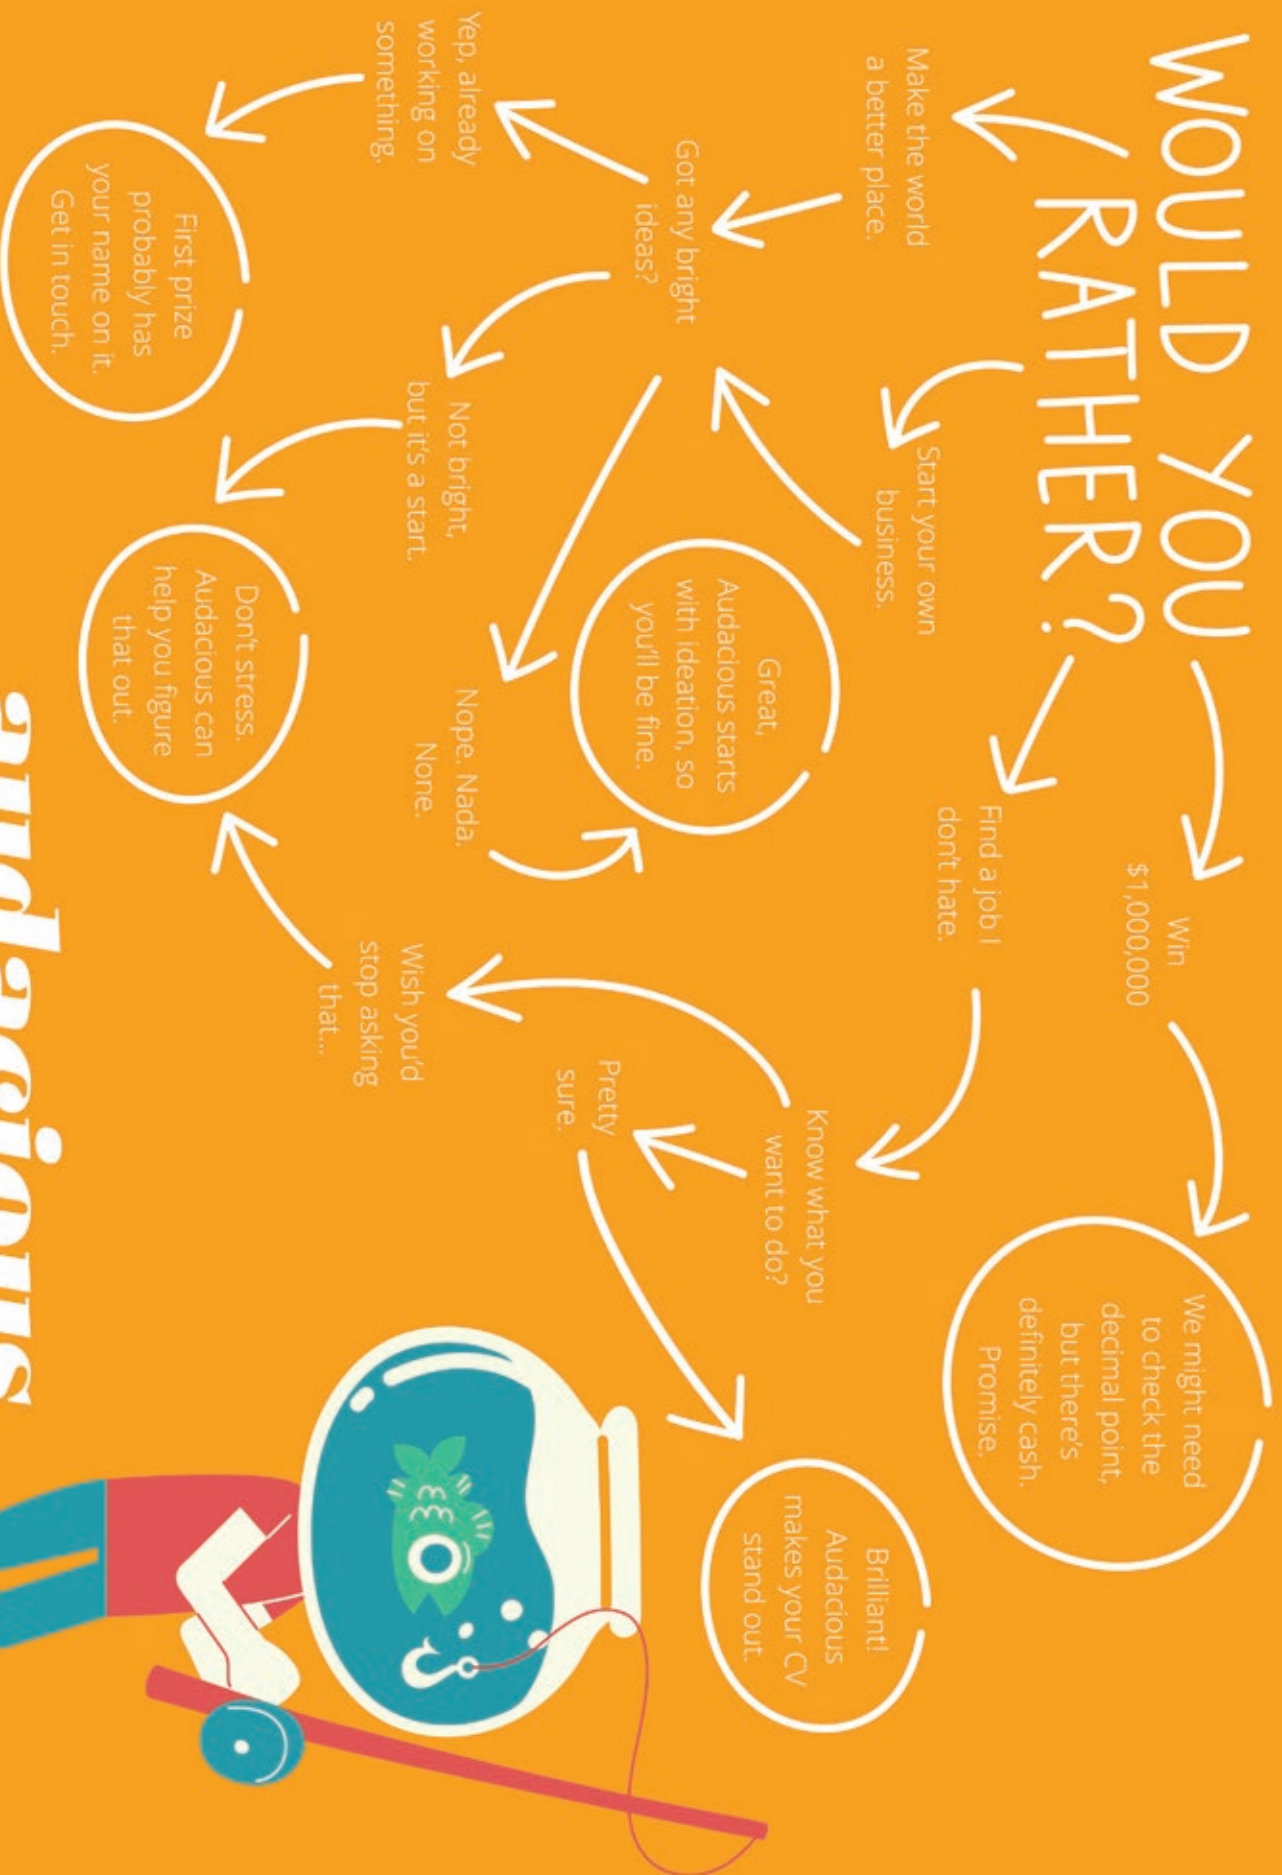 WOULD YOU
RATHER?
Make the world
a better place.
Start your own
business.
Find a job I
don't hate.
Win
$1,000,000
We might need
to check the
decimal point,
but there's
definitely cash.
Promise.
Got any bright
ideas?
Great,
Audacious starts
with ideation, so
you'll be fine.
Know what you
want to do?
Brilliant!
Audacious
makes your CV
stand out.
Yep, already
working on
something.
Not bright,
but it's a start.
Nope. Nada.
None.
Pretty
sure.
Wish you'd
stop asking
that...
First prize
probably has
your name on it.
Get in touch.
Don't stress.
Audacious can
help you figure
that out.
audacious